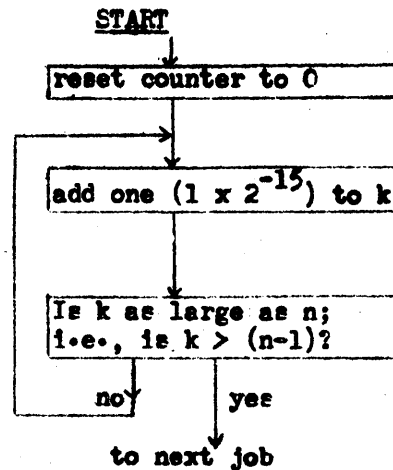 START
reset counter to 0
add one (1 x 2^-15) to k
Is k as large as n;
i.e., is k > (n-1)?
no yes
to next job